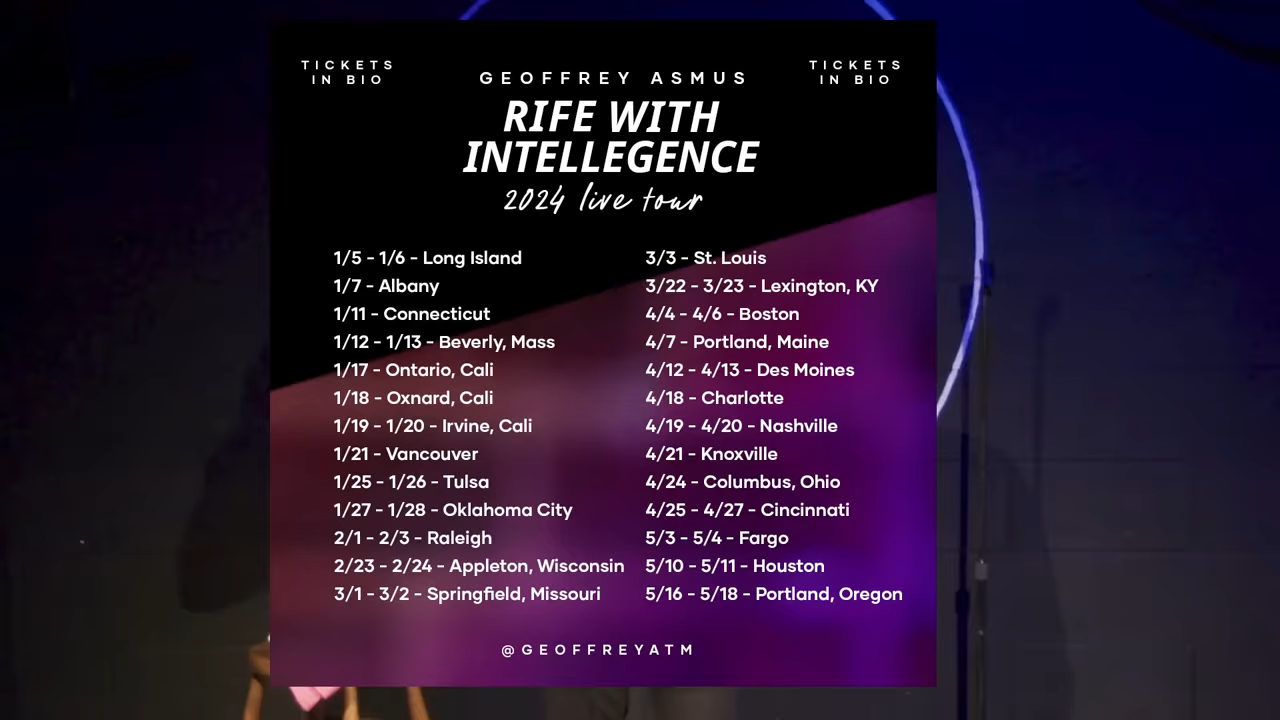 TICKETS
IN BIO
TICKETS
IN BIO
GEOFFREY ASMUS
RIFE WITH
INTELLEGENCE
2024 live tour
1/5 - 1/6 - Long Island
1/7 - Albany
1/11 - Connecticut
1/12 - 1/13 - Beverly, Mass
1/17 - Ontario, Cali
1/18 - Oxnard, Cali
1/19 - 1/20 - Irvine, Cali
1/21 - Vancouver
1/25 - 1/26 - Tulsa
1/27 - 1/28 - Oklahoma City
2/1 - 2/3 - Raleigh
2/23 - 2/24 - Appleton, Wisconsin
3/1 - 3/2 - Springfield, Missouri
3/3 - St. Louis
3/22 - 3/23 - Lexington, KY
4/4 - 4/6 - Boston
4/7 - Portland, Maine
4/12 - 4/13 - Des Moines
4/18 - Charlotte
4/19 - 4/20 - Nashville
4/21 - Knoxville
4/24 - Columbus, Ohio
4/25 - 4/27 - Cincinnati
5/3 - 5/4 - Fargo
5/10 - 5/11 - Houston
5/16 - 5/18 - Portland, Oregon
@GEOFFREYATM